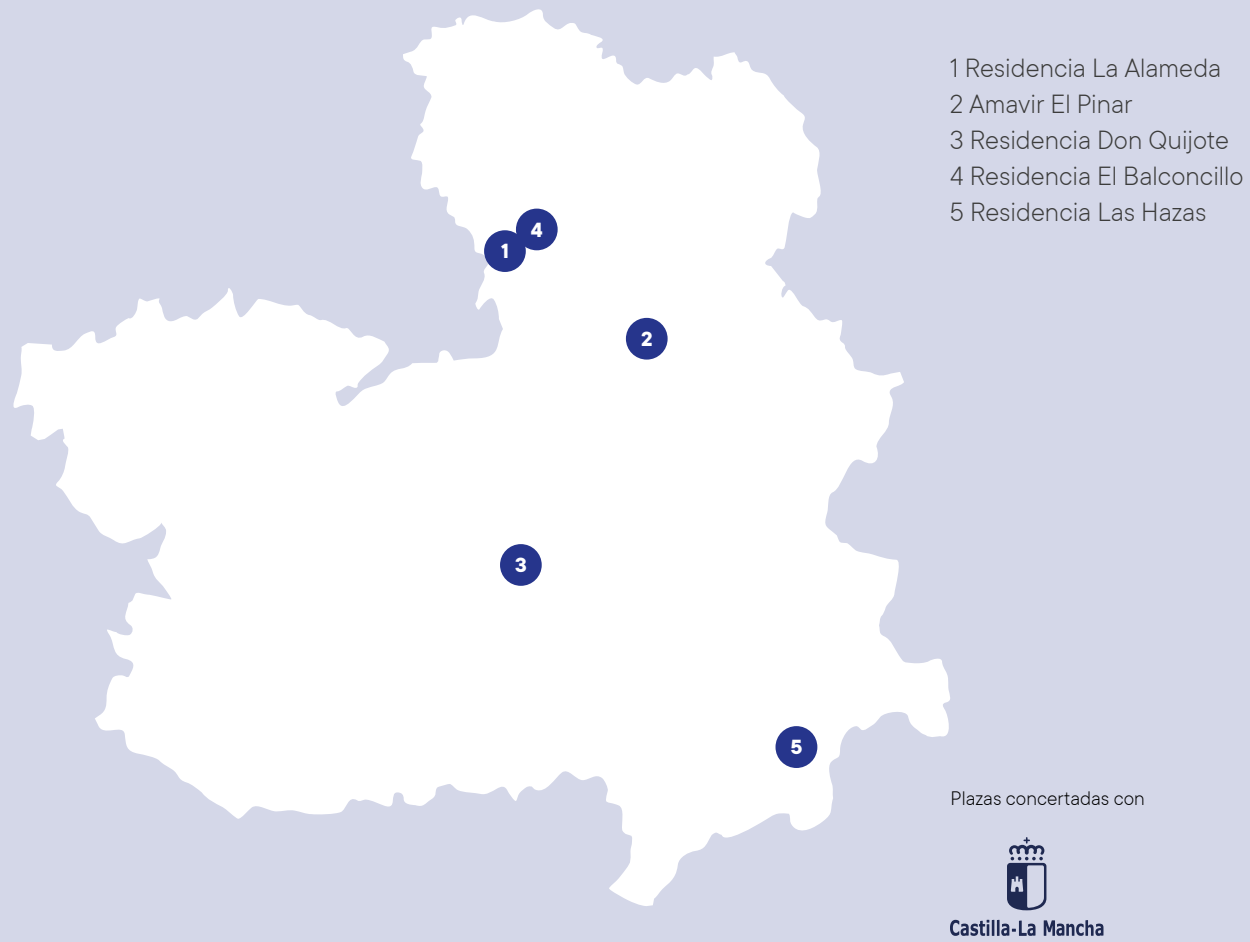 1 Residencia La Alameda
2 Amavir El Pinar
3 Residencia Don Quijote
4 Residencia El Balconcillo
5 Residencia Las Hazas
4
1
2
3
5
Plazas concertadas con
Castilla-La Mancha